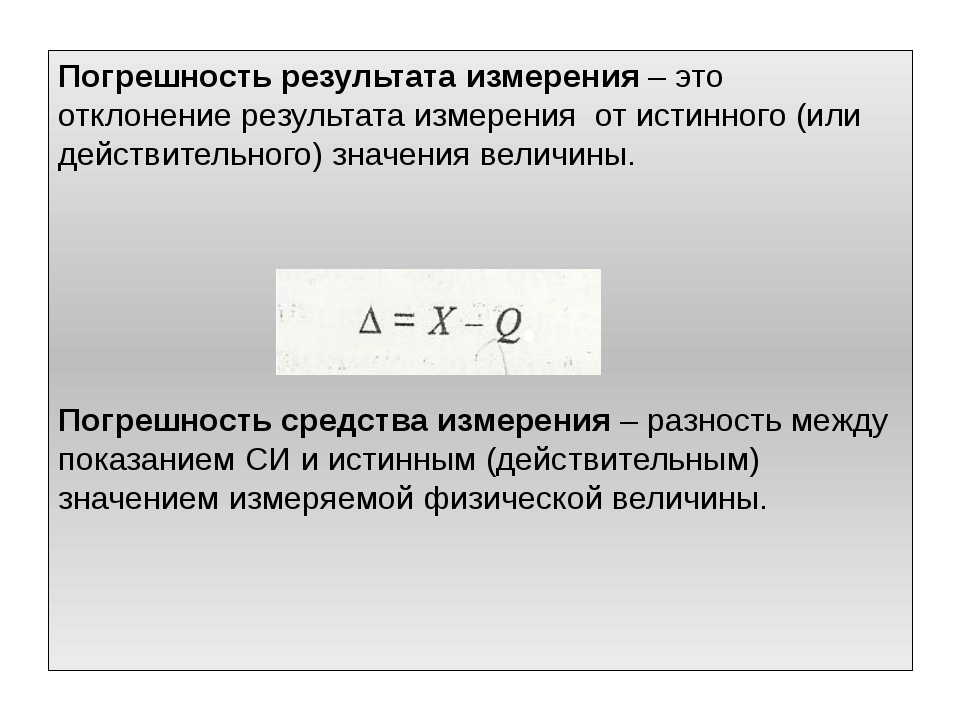 Погрешность результата измерения – это
отклонение результата измерения от истинного (или
действительного) значения величины.
Δ = X – Q
Погрешность средства измерения – разность между
показанием СИ и истинным (действительным)
значением измеряемой физической величины.